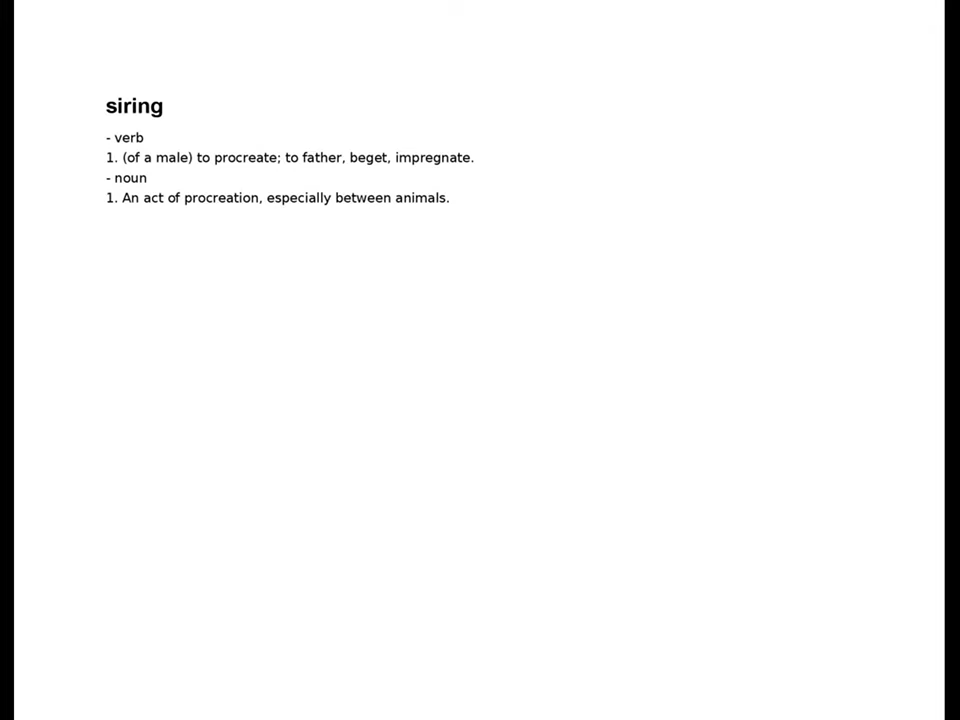 siring
- verb
1. (of a male) to procreate; to father, beget, impregnate.
- noun
1. An act of procreation, especially between animals.